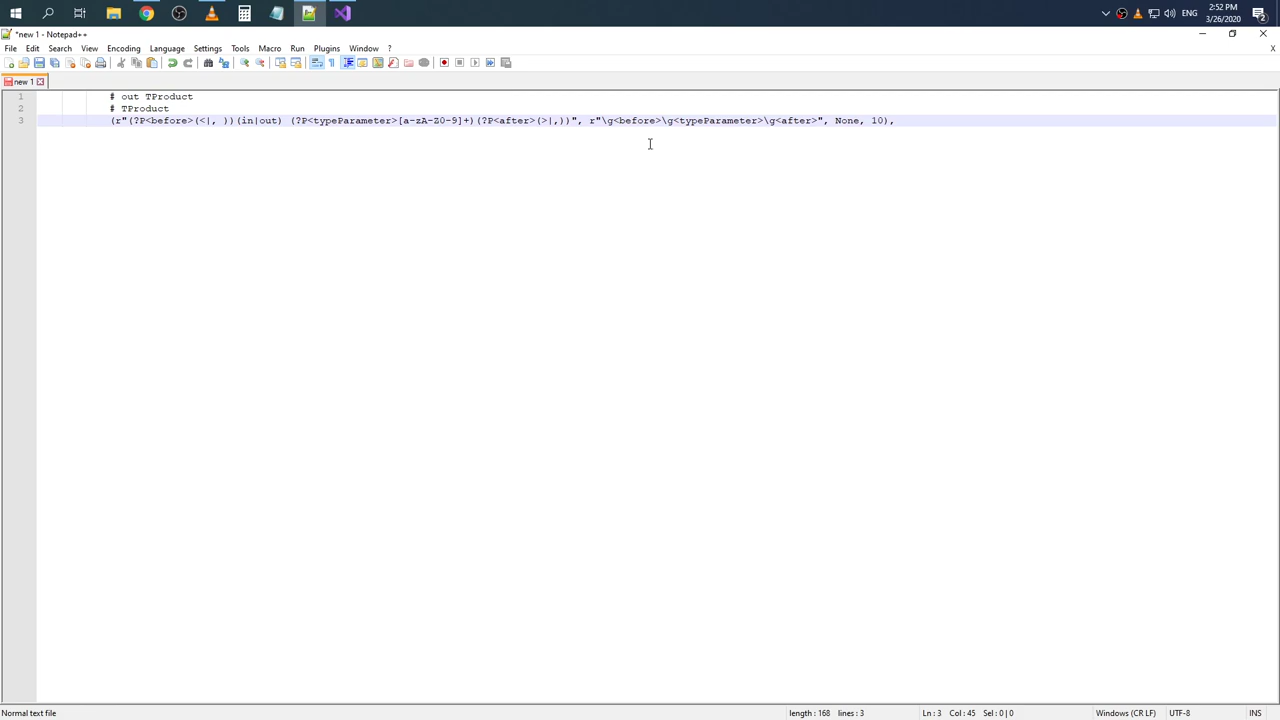 2:52 PM
ENG
3/26/2020
2
*new 1 - Notepad++
File Edit Search View Encoding Language Settings Tools Macro Run Plugins Window ?
X
new 1
1 # out TProduct
2 # TProduct
3 (r"(?P<before>(<|, ))(in|out) (?P<typeParameter>[a-zA-Z0-9]+)(?P<after>(>|,))", r"\g<before>\g<typeParameter>\g<after>", None, 10),
Normal text file length : 168 lines : 3 Ln : 3 Col : 45 Sel : 0 | 0 Windows (CR LF) UTF-8 INS